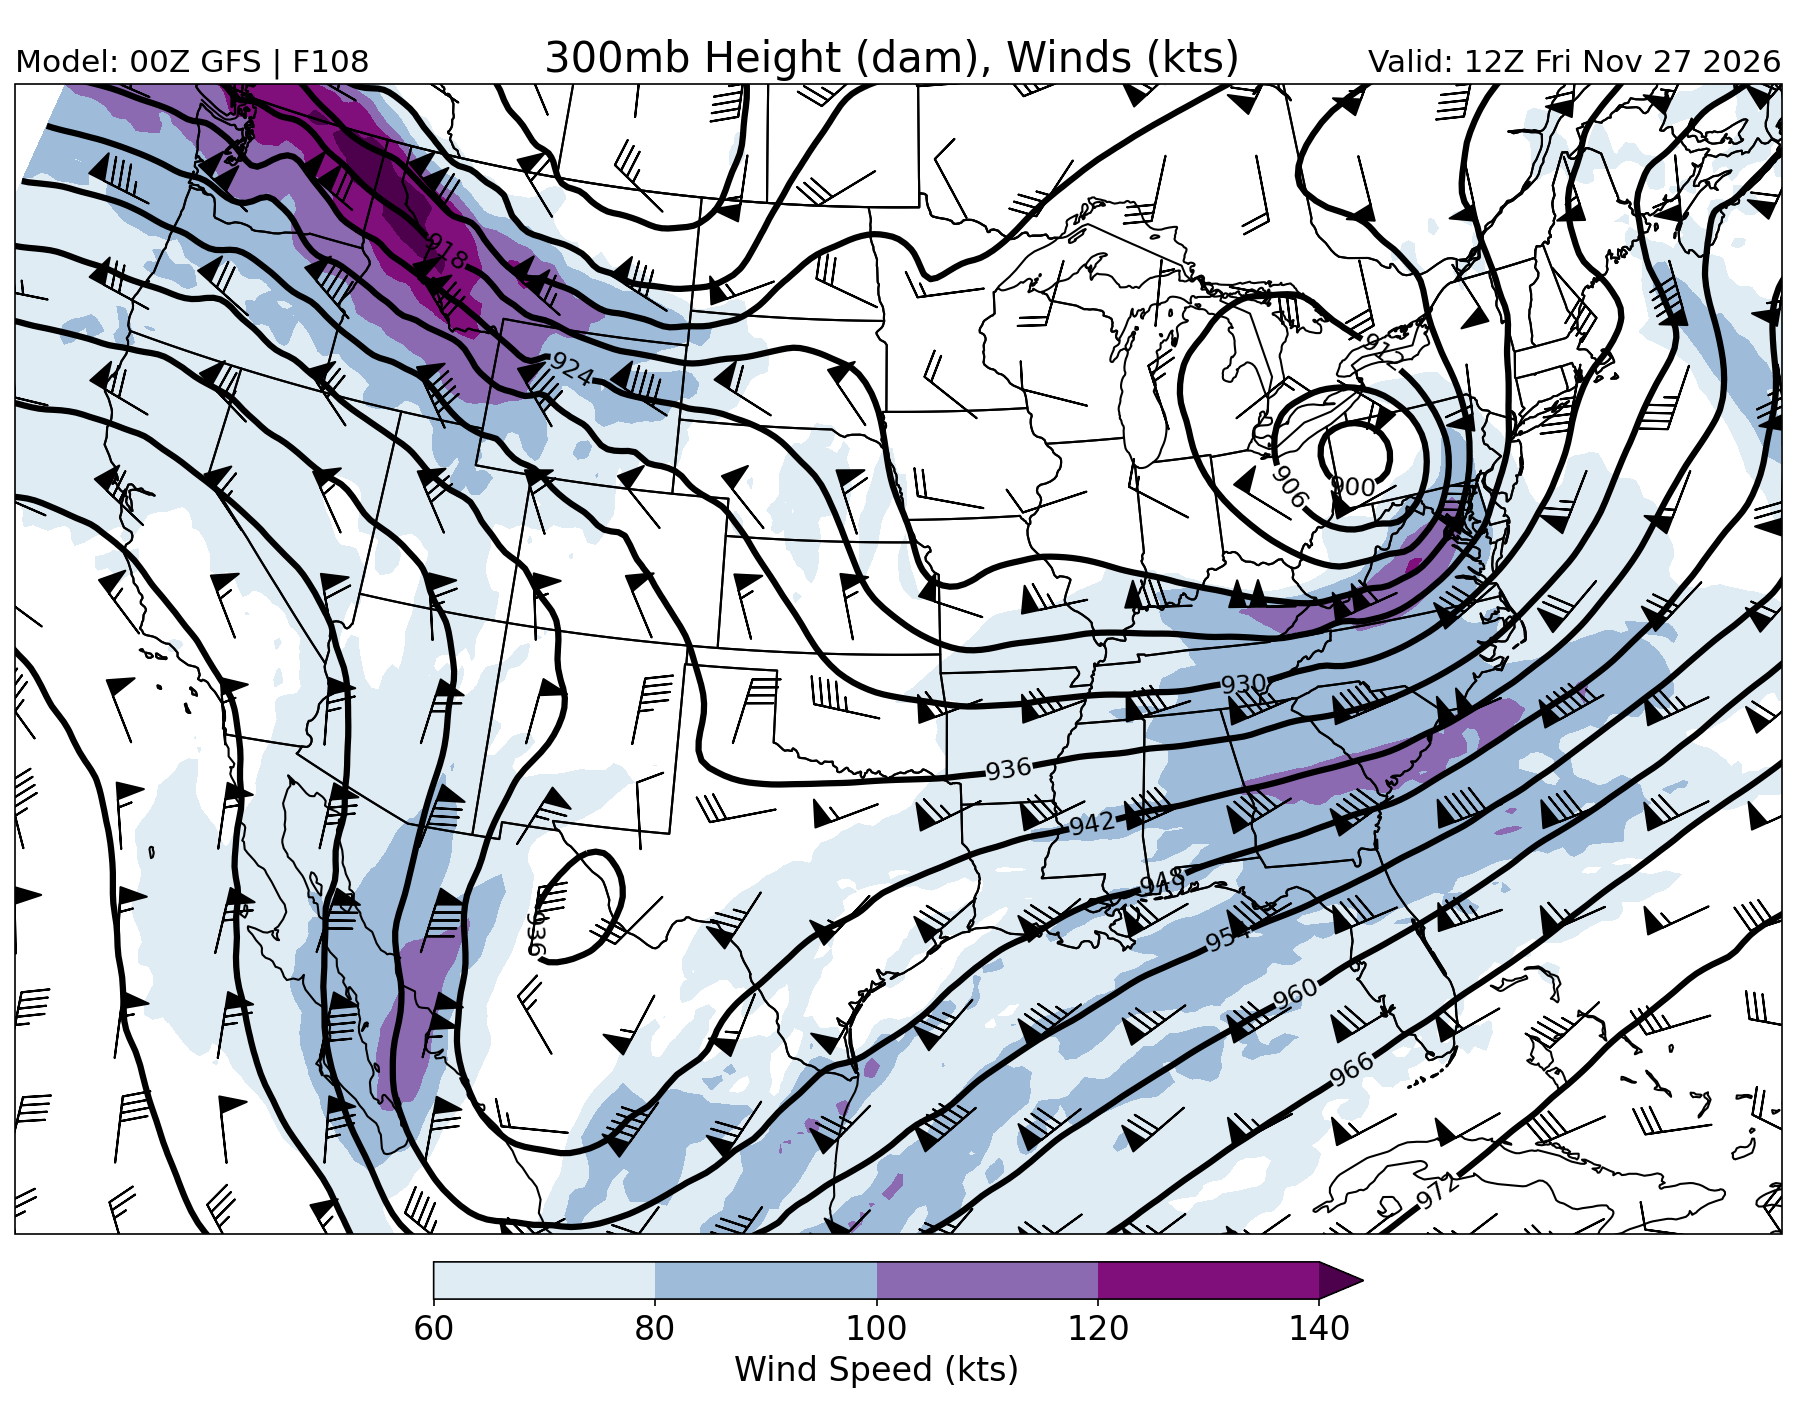 Model: 00Z GFS | F108
300mb Height (dam), Winds (kts)
Valid: 12Z Fri Nov 27 2026
918
924
906
900
930
936
942
948
936
960
966
972
60 80 100 120 140
Wind Speed (kts)